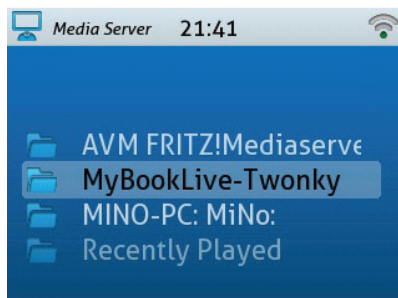 Media Server 21:41
AVM FRITZ!Mediaserve
MyBookLive-Twonky
MINO-PC: MiNo:
Recently Played